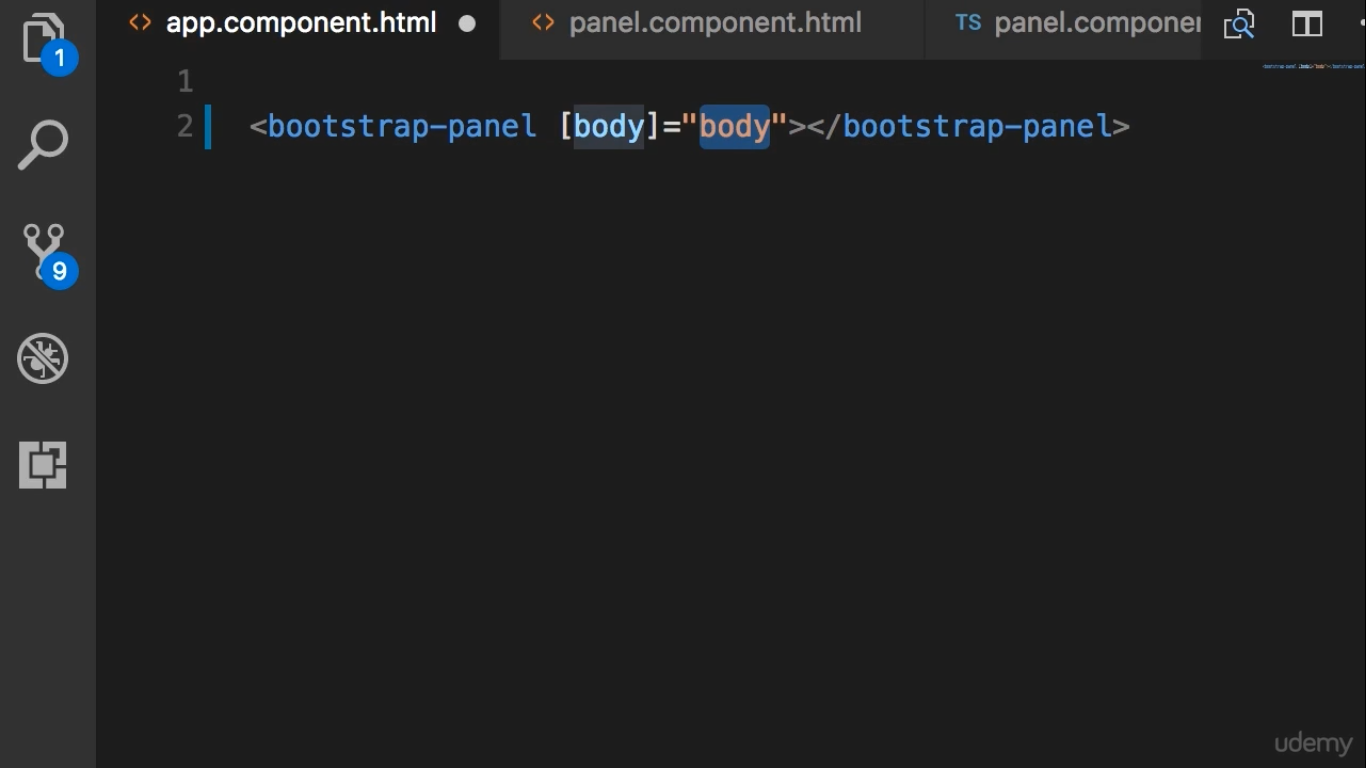 app.component.html panel.component.html TS panel.componen
1
1
2 <bootstrap-panel [body]="body"></bootstrap-panel>
9
udemy